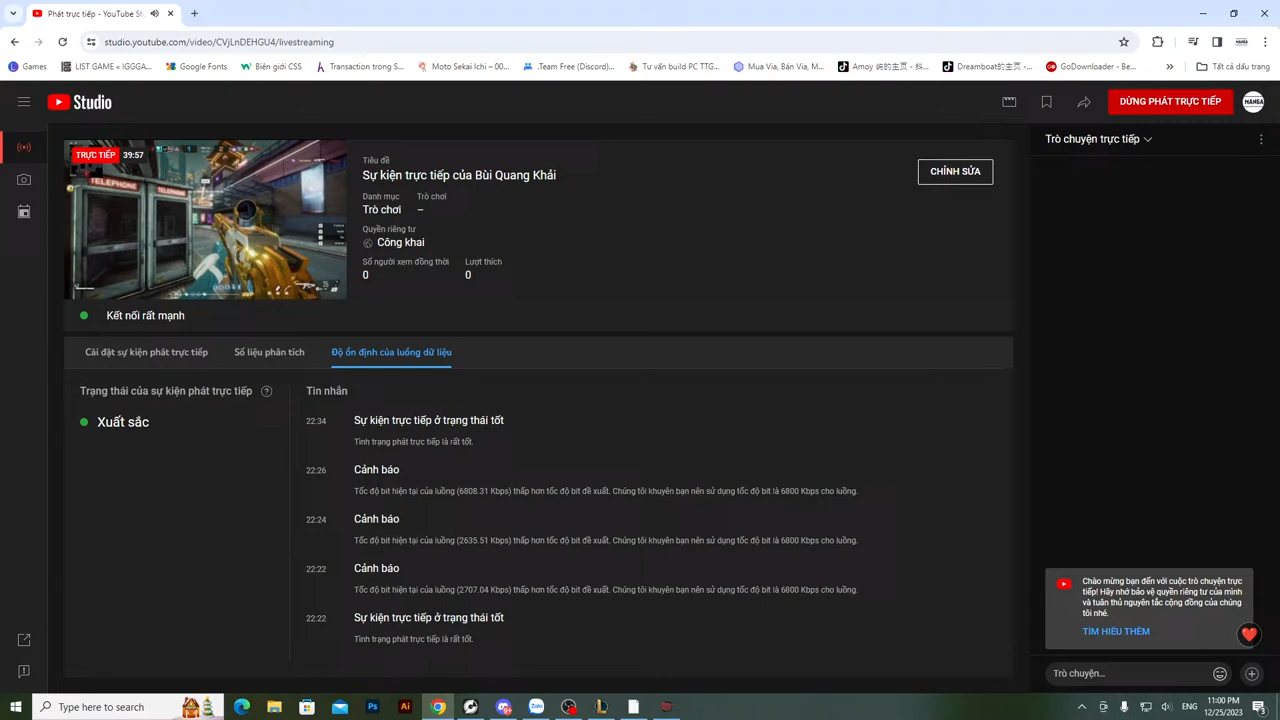 Phát trực tiếp - YouTube St
studio.youtube.com/video/CVjLnDEHGU4/livestreaming
Games
LIST GAME « IGGGA...
Google Fonts
Biên giới CSS
Transaction trong S...
Moto Seikai ichi – 00...
.Team Free (Discord)...
Tư vấn build PC TTG...
Mua Via, Bán Via, M...
GoDownloader - Be...
»
Tất cả dấu trang
Studio
DỪNG PHÁT TRỰC TIẾP
MANGA
Trò chuyện trực tiếp
TRỰC TIẾP 39:57
TELEPHONE
TELEPHONE
Tiêu đề
Sự kiện trực tiếp của Bùi Quang Khải
CHỈNH SỬA
Danh mục Trò chơi
Trò chơi –
Quyền riêng tư
Công khai
Số người xem đồng thời Lượt thích
0 0
Kết nối rất mạnh
Cài đặt sự kiện phát trực tiếp
Số liệu phân tích
Độ ổn định của luồng dữ liệu
Trạng thái của sự kiện phát trực tiếp
Xuất sắc
Tin nhắn
22:34 Sự kiện trực tiếp ở trạng thái tốt
Tình trạng phát trực tiếp là rất tốt.
22:26 Cảnh báo
Tốc độ bit hiện tại của luồng (6808.31 Kbps) thấp hơn tốc độ bit đề xuất. Chúng tôi khuyên bạn nên sử dụng tốc độ bit là 6800 Kbps cho luồng.
22:24 Cảnh báo
Tốc độ bit hiện tại của luồng (2635.51 Kbps) thấp hơn tốc độ bit đề xuất. Chúng tôi khuyên bạn nên sử dụng tốc độ bit là 6800 Kbps cho luồng.
22:22 Cảnh báo
Tốc độ bit hiện tại của luồng (2707.04 Kbps) thấp hơn tốc độ bit đề xuất. Chúng tôi khuyên bạn nên sử dụng tốc độ bit là 6800 Kbps cho luồng.
22:22 Sự kiện trực tiếp ở trạng thái tốt
Tình trạng phát trực tiếp là rất tốt.
Chào mừng bạn đến với cuộc trò chuyện trực
tiếp! Hãy nhớ bảo vệ quyền riêng tư của mình
và tuân thủ nguyên tắc cộng đồng của chúng
tôi nhé.
TÌM HIỂU THÊM
Trò chuyện...
Type here to search
Ps
Ai
Zalo
11:00 PM
12/25/2023